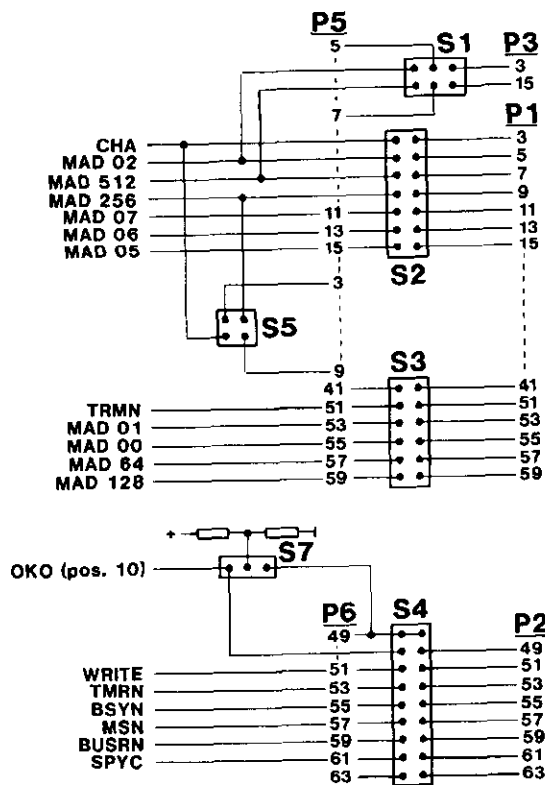 P5 S1 P3
5
3
15
7
P1
CHA 3
MAD 02 5
MAD 512 7
MAD 256 9
MAD 07 11 11
MAD 06 13 13
MAD 05 15 15
S2
3
S5
S3
9
41 41
TRMN 51 51
MAD 01 53 53
MAD 00 55 55
MAD 64 57 57
MAD 128 59 59
+
S7
OKO (pos. 10)
P6 S4 P2
49
49
WRITE 51 51
TMRN 53 53
BSYN 55 55
MSN 57 57
BUSRN 59 59
SPYC 61 61
63 63